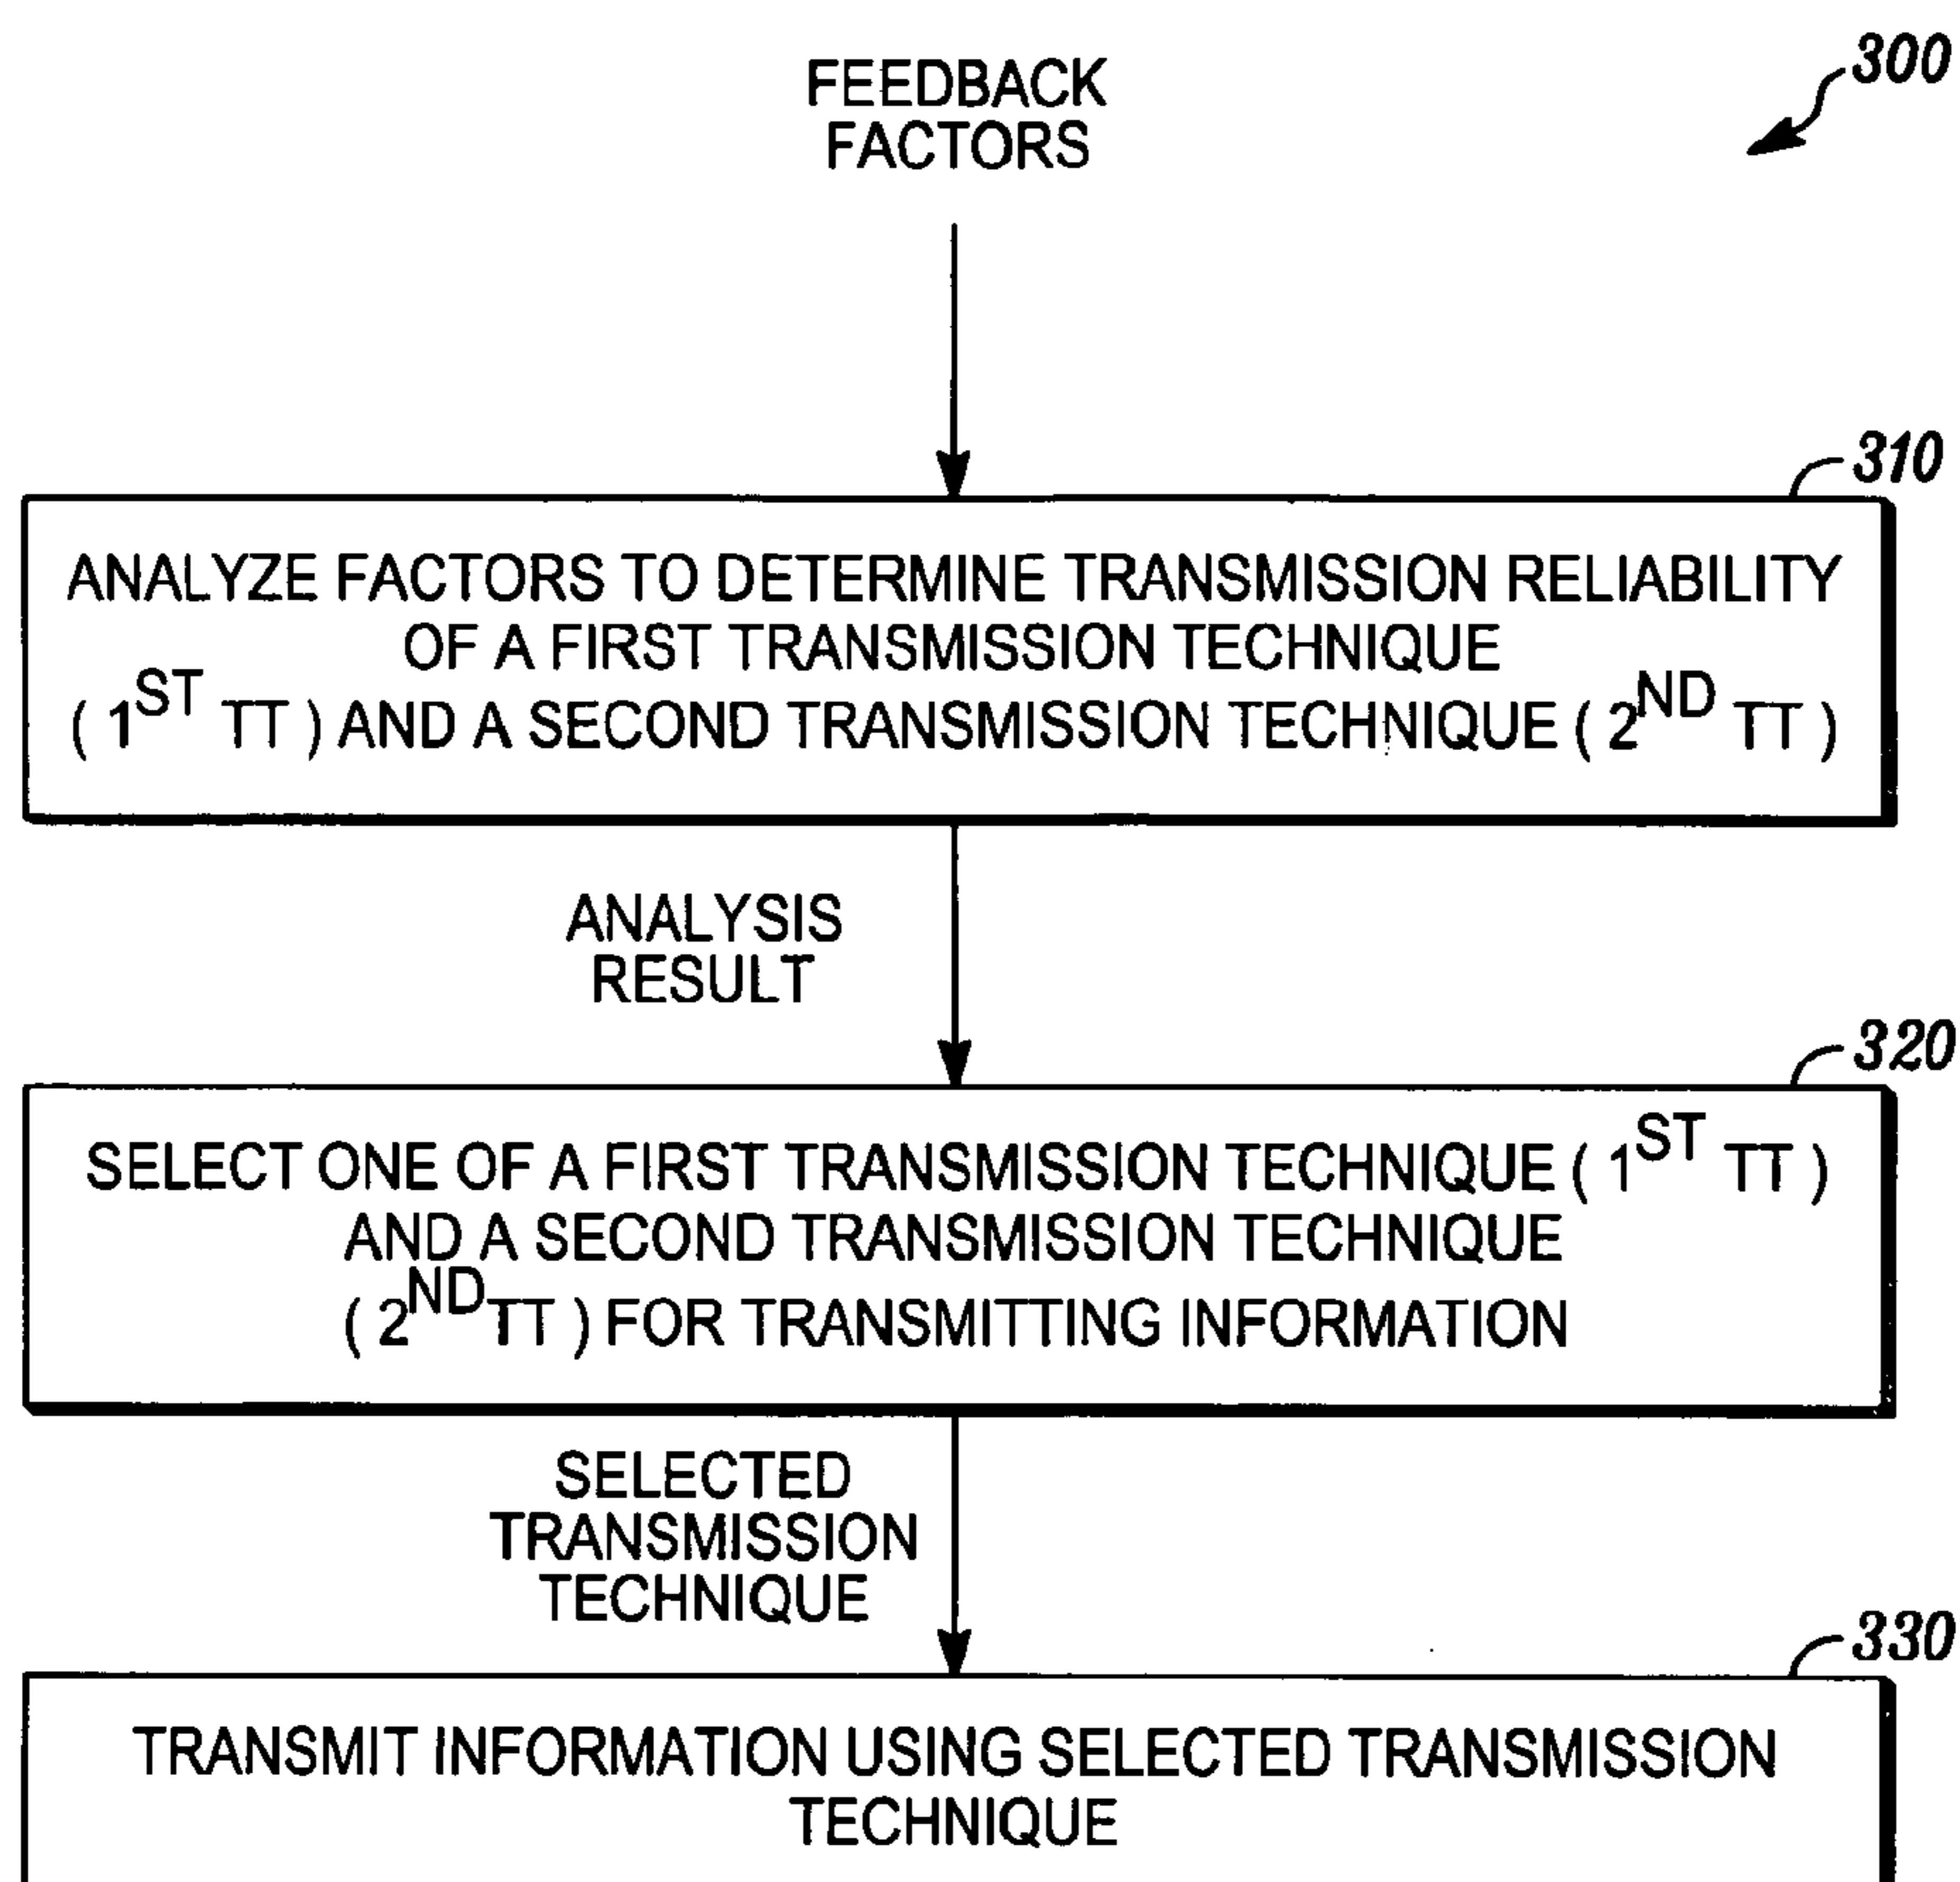 FEEDBACK
FACTORS
300
310
ANALYZE FACTORS TO DETERMINE TRANSMISSION RELIABILITY
OF A FIRST TRANSMISSION TECHNIQUE
( 1ST TT ) AND A SECOND TRANSMISSION TECHNIQUE ( 2ND TT )
ANALYSIS
RESULT
320
SELECT ONE OF A FIRST TRANSMISSION TECHNIQUE ( 1ST TT )
AND A SECOND TRANSMISSION TECHNIQUE
( 2ND TT ) FOR TRANSMITTING INFORMATION
SELECTED
TRANSMISSION
TECHNIQUE
330
TRANSMIT INFORMATION USING SELECTED TRANSMISSION
TECHNIQUE